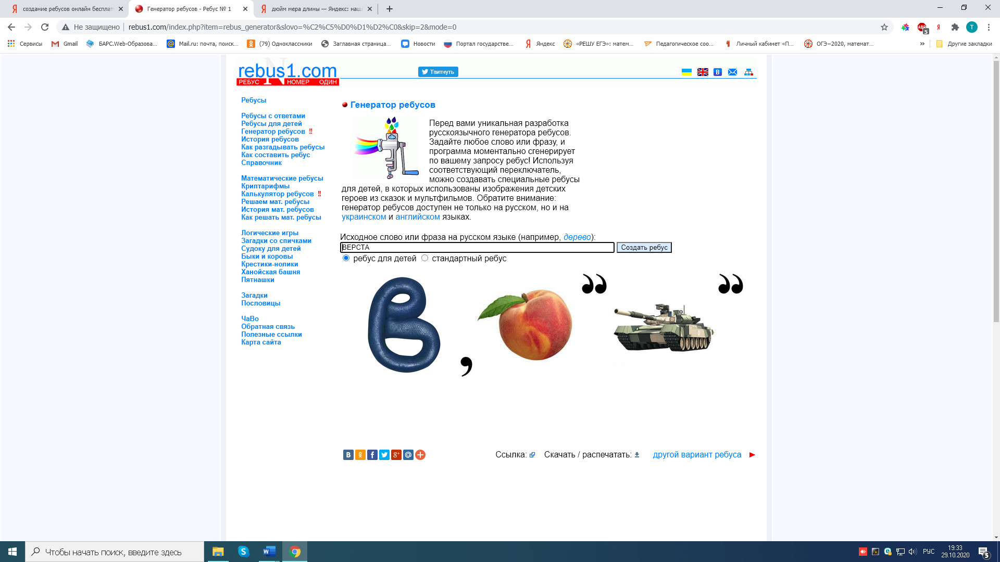 создание ребусов онлайн бесплат
Генератор ребусов - Ребус № 1
дюйм мера длины — Яндекс: наш
Не защищено
rebus1.com/index.php?item=rebus_generator&slovo=%C2%C5%D0%D1%D2%C0&skip=2&mode=0
ABP 5 Я T
Сервисы
Gmail
БАРС.Web-Образова...
Mail.ru: почта, поиск...
(79) Одноклассники
Заглавная страница...
Новости
Портал государстве...
Яндекс
«РЕШУ ЕГЭ»: матем...
Педагогическое соо...
Личный кабинет «П...
ОГЭ−2020, математ...
»
Другие закладки
rebus1.com
РЕБУС N НОМЕР ОДИН
Твитнуть
Ребусы
Ребусы с ответами
Ребусы для детей
Генератор ребусов !!
История ребусов
Как разгадывать ребусы
Как составить ребус
Справочник
Математические ребусы
Криптарифмы
Калькулятор ребусов !!
Решаем мат. ребусы
История мат. ребусов
Как решать мат. ребусы
Логические игры
Загадки со спичками
Судоку для детей
Быки и коровы
Крестики-нолики
Ханойская башня
Пятнашки
Загадки
Пословицы
ЧаВо
Обратная связь
Полезные ссылки
Карта сайта
Генератор ребусов
Перед вами уникальная разработка
русскоязычного генератора ребусов.
Задайте любое слово или фразу, и
программа моментально сгенерирует
по вашему запросу ребус! Используя
соответствующий переключатель,
можно создавать специальные ребусы
для детей, в которых использованы изображения детских
героев из сказок и мультфильмов. Обратите внимание:
генератор ребусов доступен не только на русском, но и на
украинском и английском языках.
Исходное слово или фраза на русском языке (например, дерево):
ВЕРСТА
Создать ребус
ребус для детей стандартный ребус
В , “ “
Ссылка: Скачать / распечатать: другой вариант ребуса
Чтобы начать поиск, введите здесь
РУС
19:33
29.10.2020
5